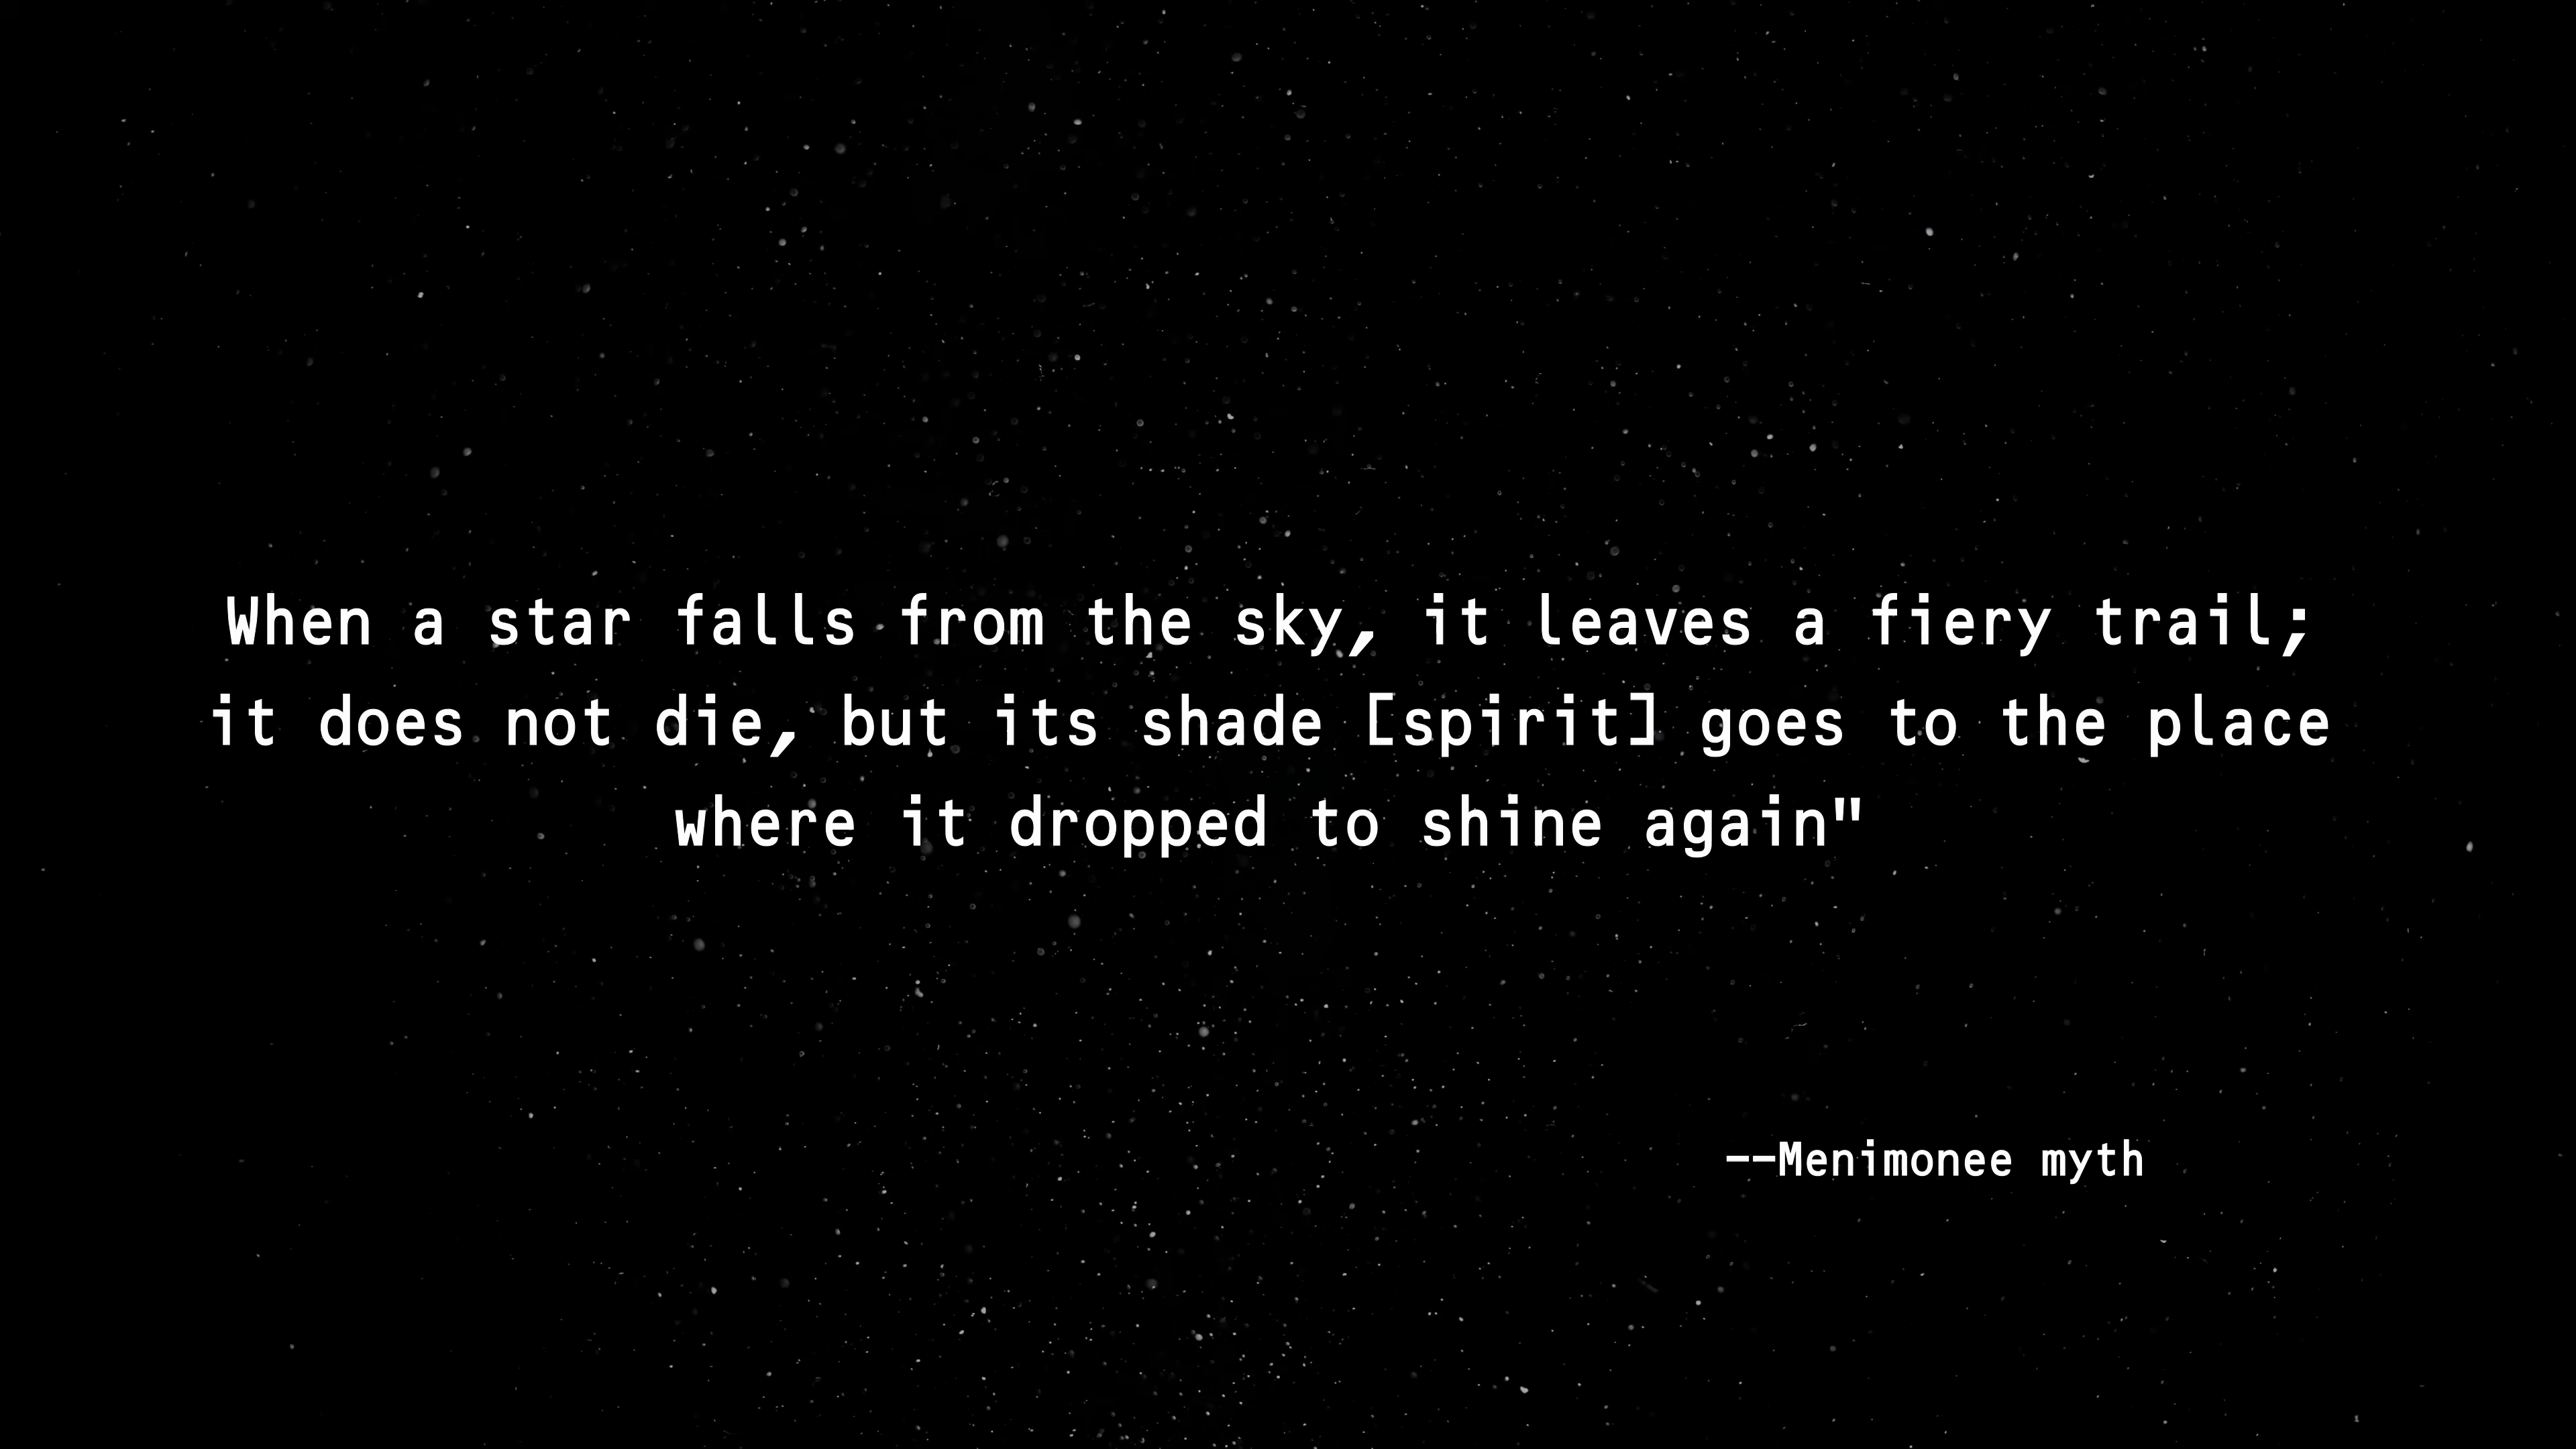 When a star falls from the sky, it leaves a fiery trail;
it does not die, but its shade [spirit] goes to the place
where it dropped to shine again"
--Menimonee myth